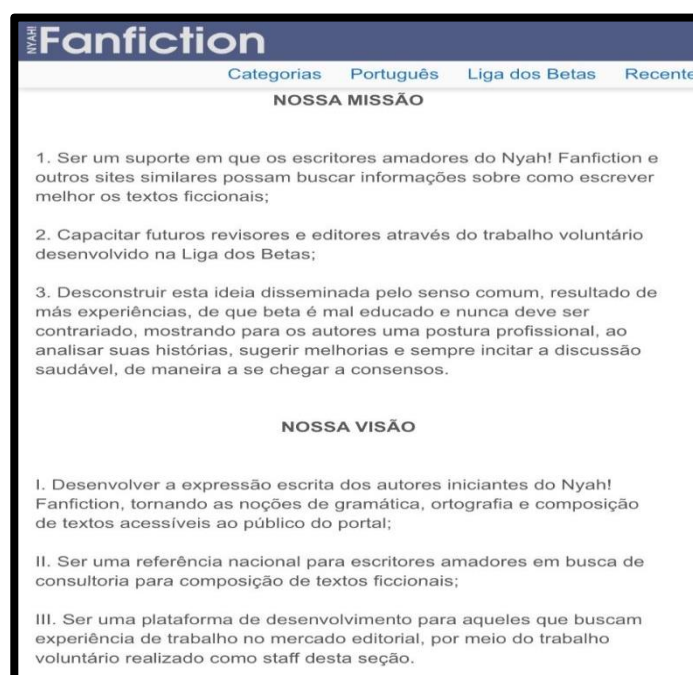 NYAH! Fanfiction
Categorias Português Liga dos Betas Recente
NOSSA MISSÃO
1. Ser um suporte em que os escritores amadores do Nyah! Fanfiction e
outros sites similares possam buscar informações sobre como escrever
melhor os textos ficcionais;
2. Capacitar futuros revisores e editores através do trabalho voluntário
desenvolvido na Liga dos Betas;
3. Desconstruir esta ideia disseminada pelo senso comum, resultado de
más experiências, de que beta é mal educado e nunca deve ser
contrariado, mostrando para os autores uma postura profissional, ao
analisar suas histórias, sugerir melhorias e sempre incitar a discussão
saudável, de maneira a se chegar a consensos.
NOSSA VISÃO
I. Desenvolver a expressão escrita dos autores iniciantes do Nyah!
Fanfiction, tornando as noções de gramática, ortografia e composição
de textos acessíveis ao público do portal;
II. Ser uma referência nacional para escritores amadores em busca de
consultoria para composição de textos ficcionais;
III. Ser uma plataforma de desenvolvimento para aqueles que buscam
experiência de trabalho no mercado editorial, por meio do trabalho
voluntário realizado como staff desta seção.